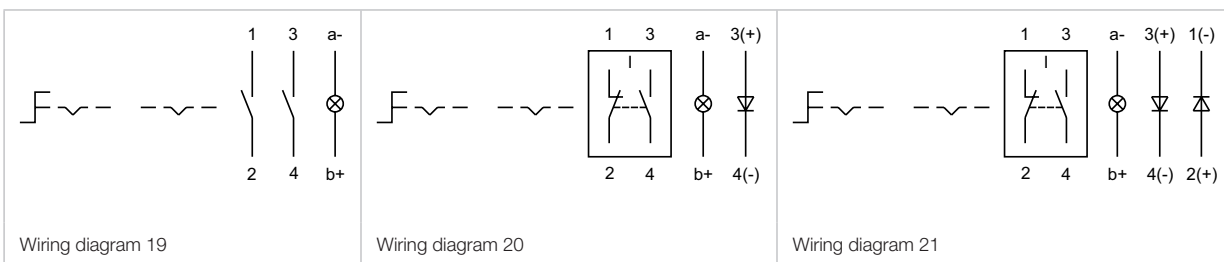 1 3 a-
2 4 b+
Wiring diagram 19
1 3 a- 3(+)
2 4 b+ 4(-)
Wiring diagram 20
1 3 a- 3(+) 1(-)
2 4 b+ 4(-) 2(+)
Wiring diagram 21